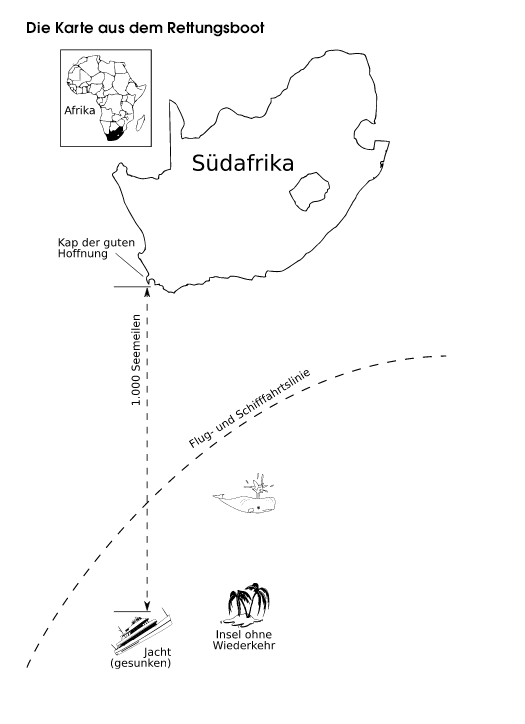 Die Karte aus dem Rettungsboot
Afrika
Südafrika
Kap der guten
Hoffnung
1.000 Seemeilen
Flug- und Schifffahrtslinie
Insel ohne
Wiederkehr
Jacht
(gesunken)